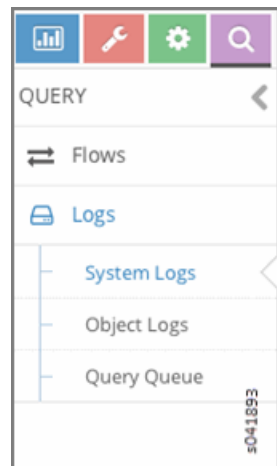 QUERY
Flows
Logs
System Logs
Object Logs
Query Queue
s041893